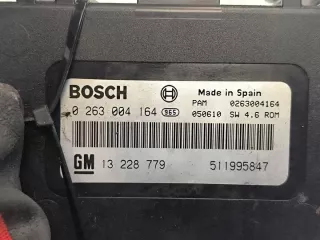 BOSCH Made in Spain
PAM 0263004164
0 263 004 164 050610 SW 4.6 ROM
GM 13 228 779 511995847